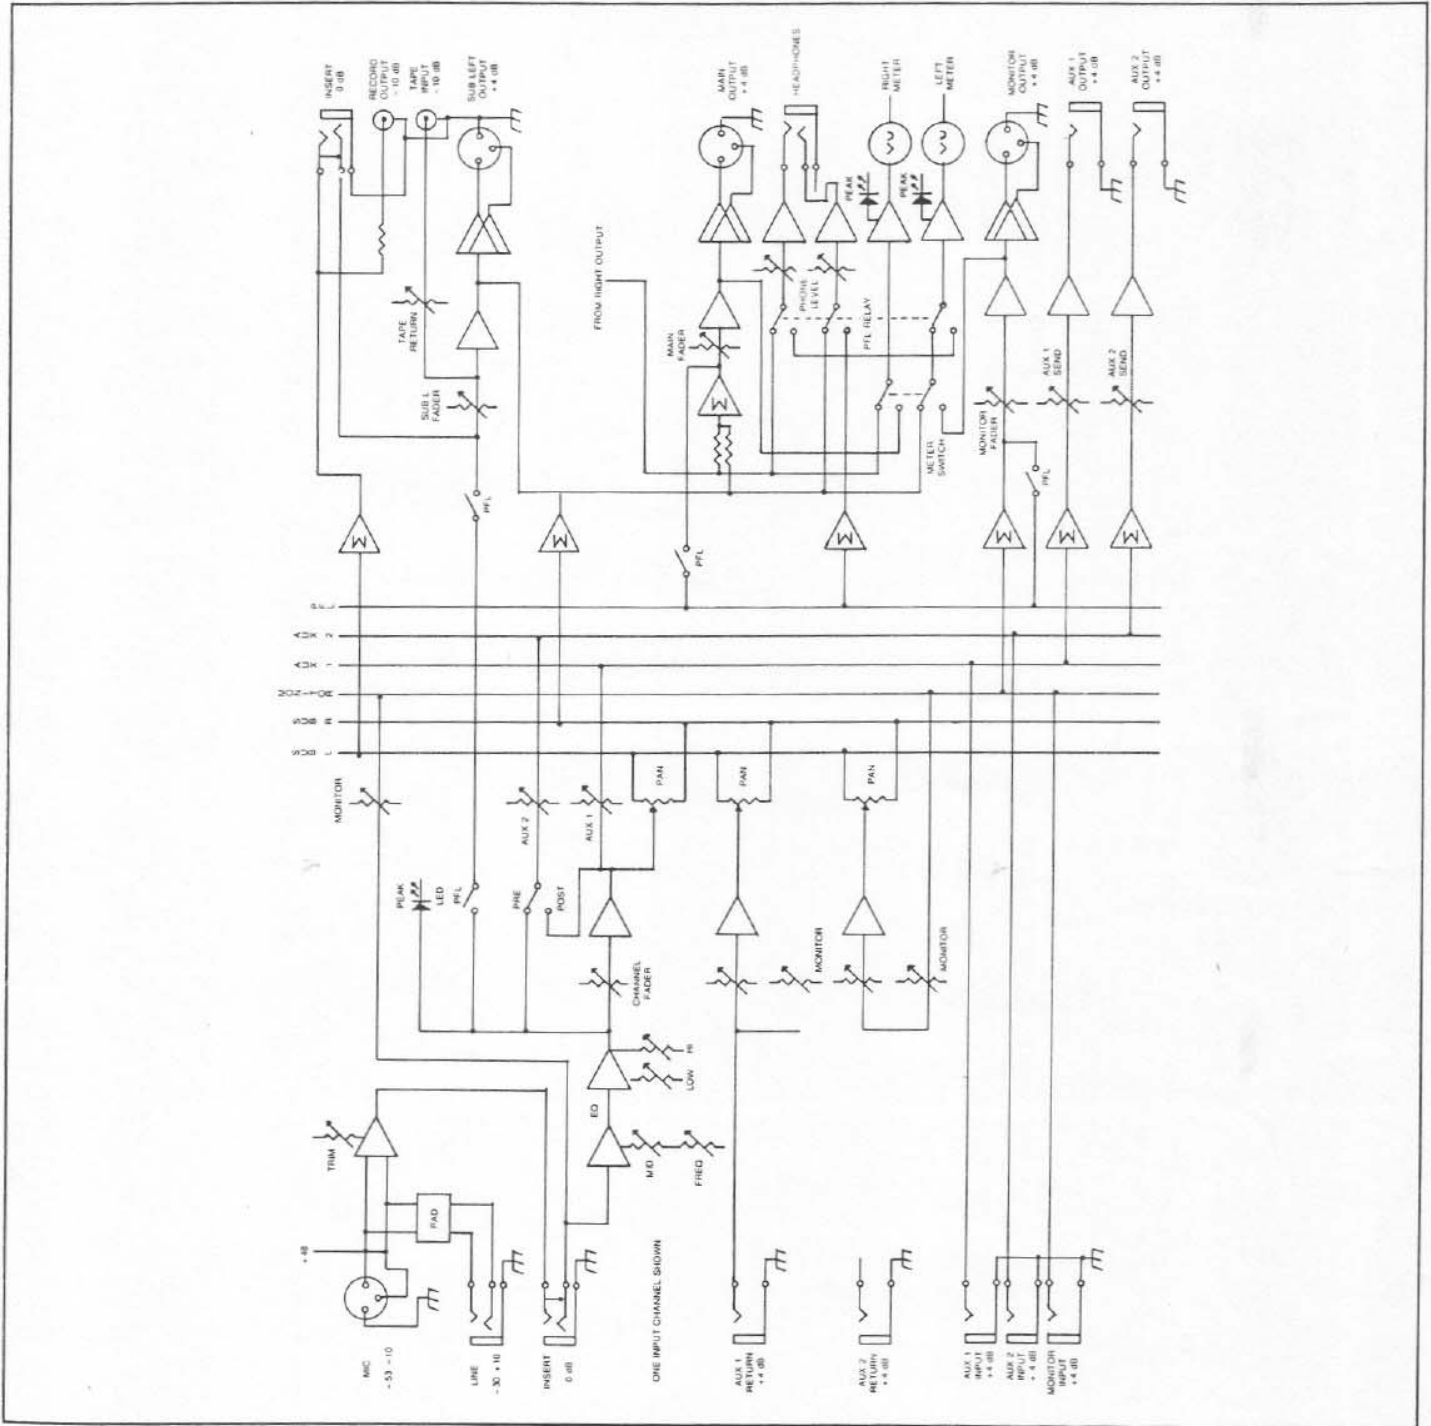 INSERT
0 dB
RECORD
OUTPUT
- 10 dB
TAPE
INPUT
- 10 dB
SUB LEFT
OUTPUT
+ 4 dB
MAIN
OUTPUT
+ 4 dB
HEADPHONES
RIGHT
METER
LEFT
METER
MONITOR
OUTPUT
+ 4 dB
AUX 1
OUTPUT
+ 4 dB
AUX 2
OUTPUT
+ 4 dB
VU
VU
PEAK
PEAK
TAPE
RETURN
FROM RIGHT OUTPUT
PHONE
LEVEL
PFL RELAY
MAIN
FADER
SUB L
FADER
METER
SWITCH
MONITOR
FADER
AUX 1
SEND
AUX 2
SEND
PFL
PFL
PFL
Σ
Σ
Σ
Σ
Σ
Σ
Σ
PFL
AUX 2
AUX 1
MONITOR
SUB R
SUB L
MONITOR
PEAK
LED
PFL
AUX 2
AUX 1
PRE
POST
PAN
PAN
PAN
CHANNEL
FADER
MONITOR
MONITOR
HI
LOW
EQ
MID
FREQ
TRIM
PAD
+ 48
MIC
- 53 - 10
LINE
- 30 + 10
INSERT
0 dB
ONE INPUT CHANNEL SHOWN
AUX 1
RETURN
+ 4 dB
AUX 2
RETURN
+ 4 dB
AUX 1
INPUT
+ 4 dB
AUX 2
INPUT
+ 4 dB
MONITOR
INPUT
+ 4 dB